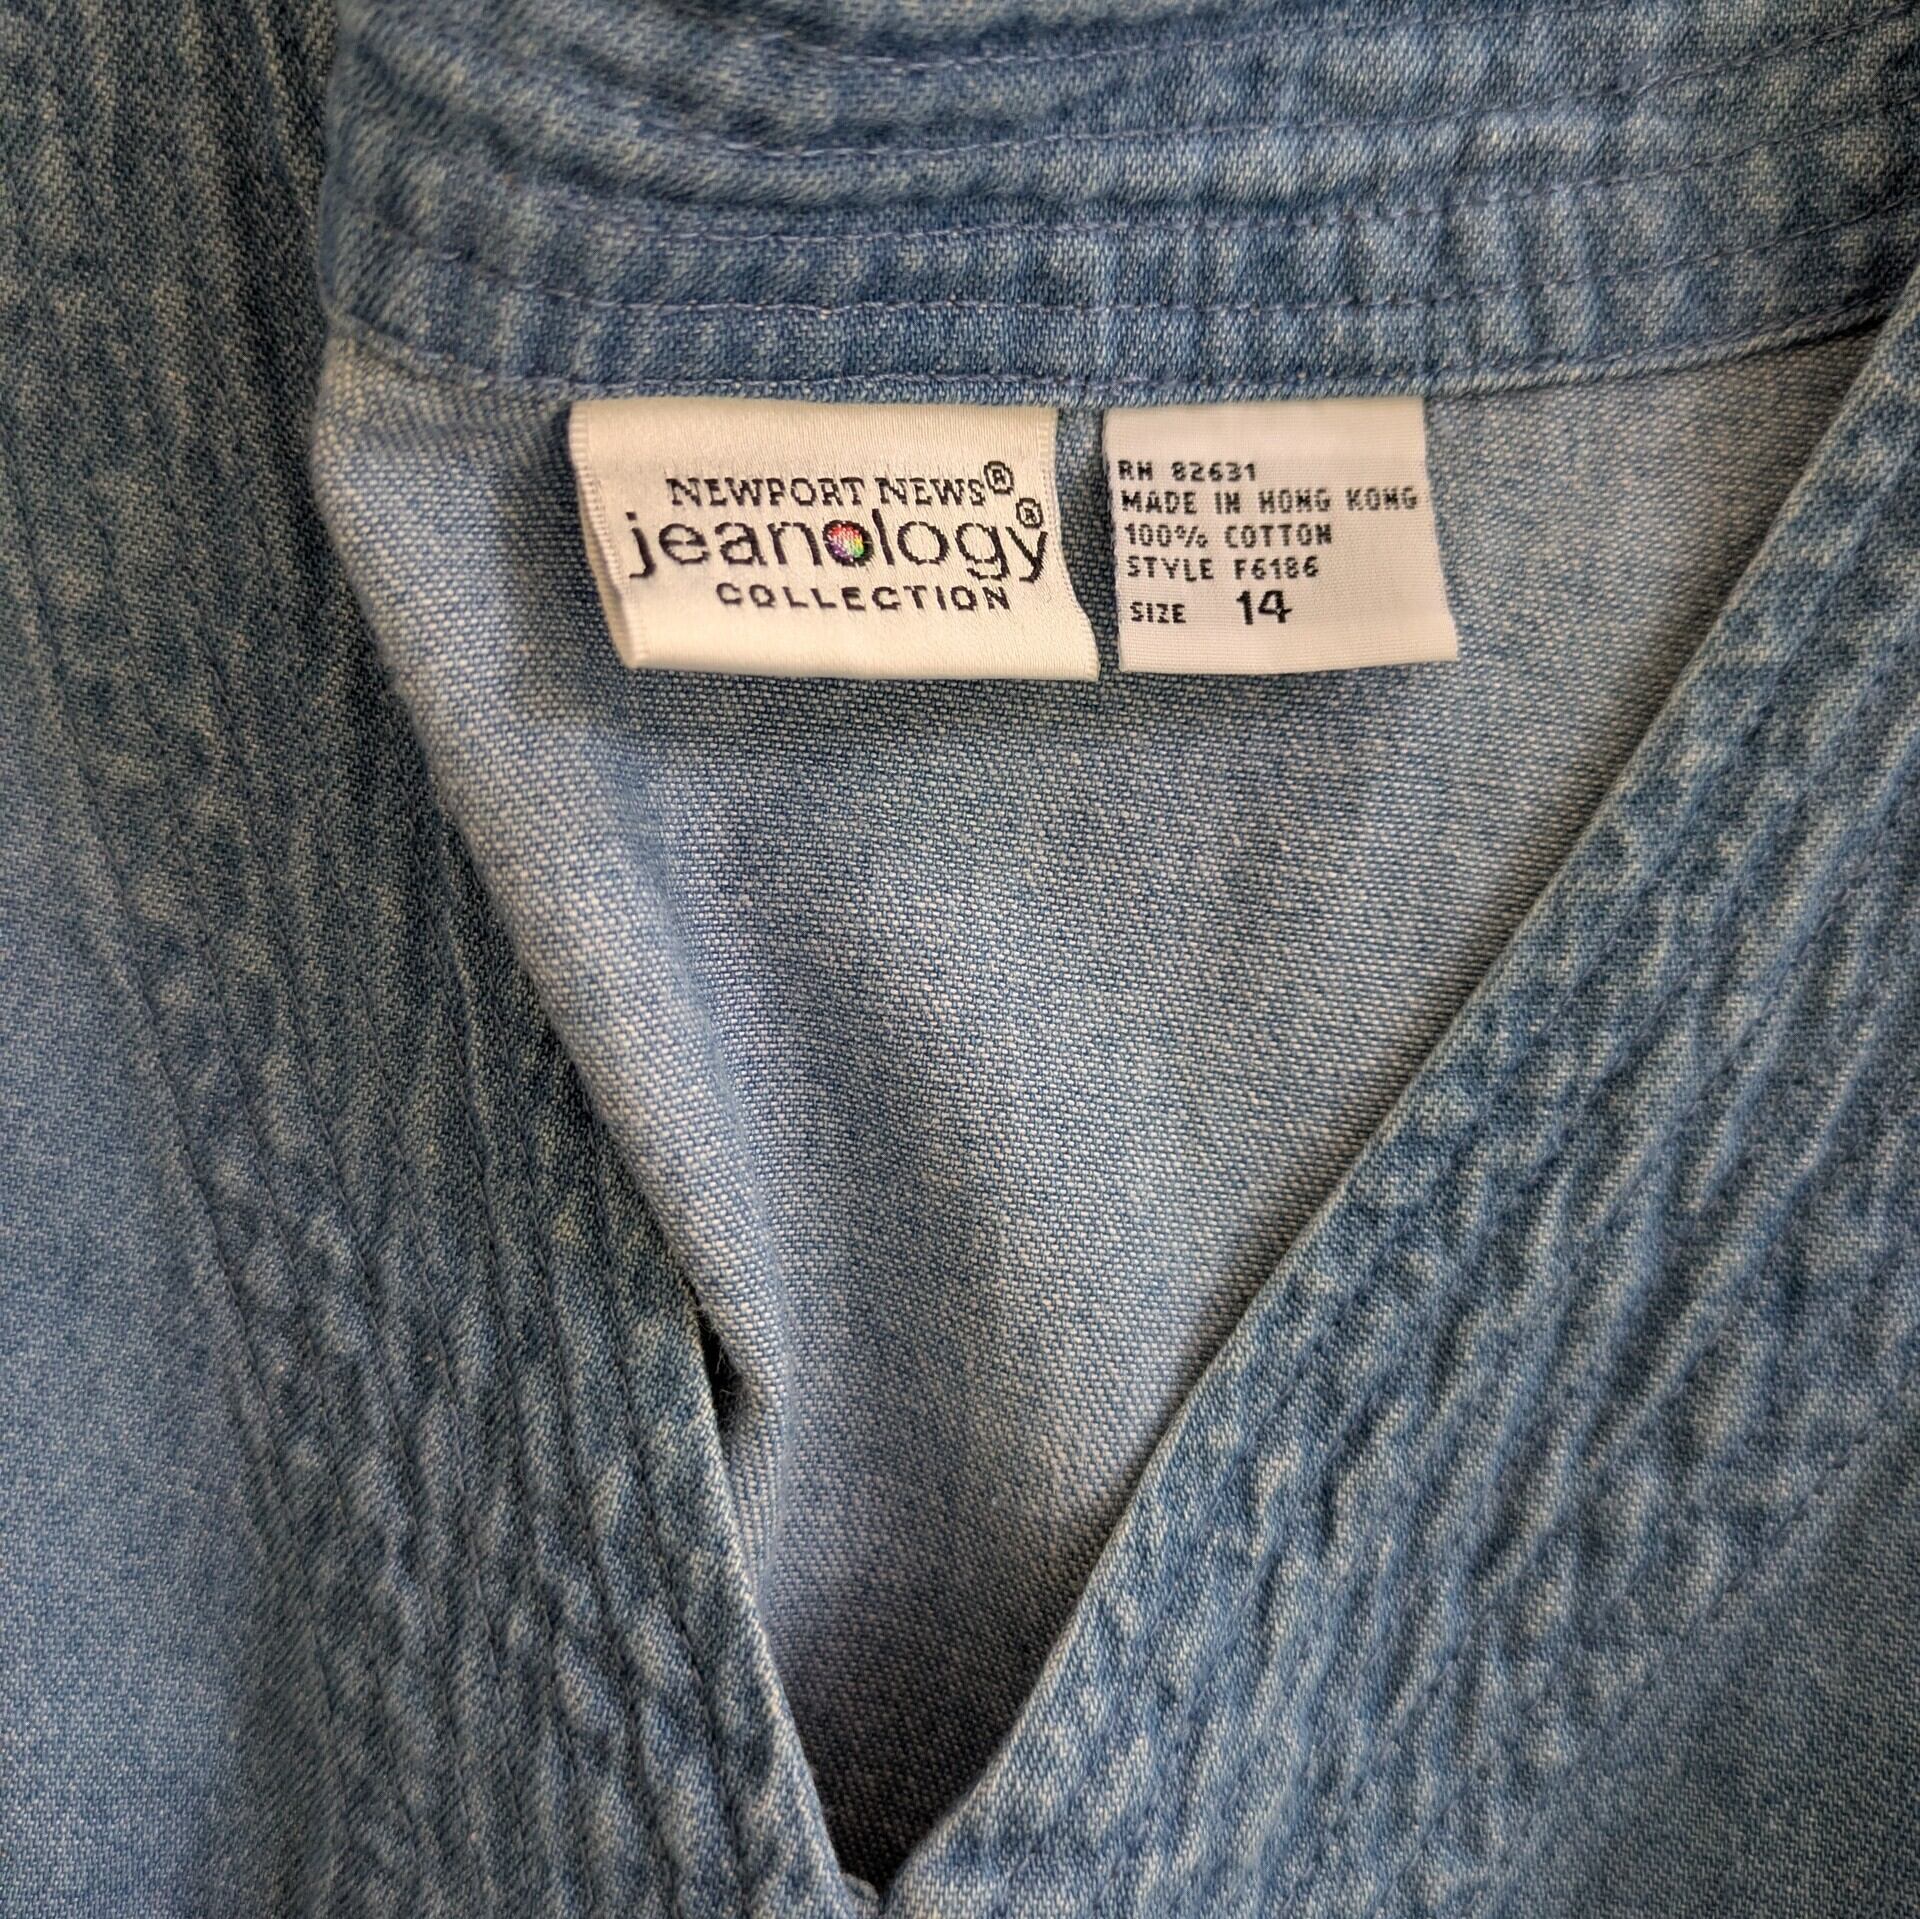 NEWPORT NEWS®
jeanology®
COLLECTION
RN 82631
MADE IN HONG KONG
100% COTTON
STYLE F6186
SIZE 14